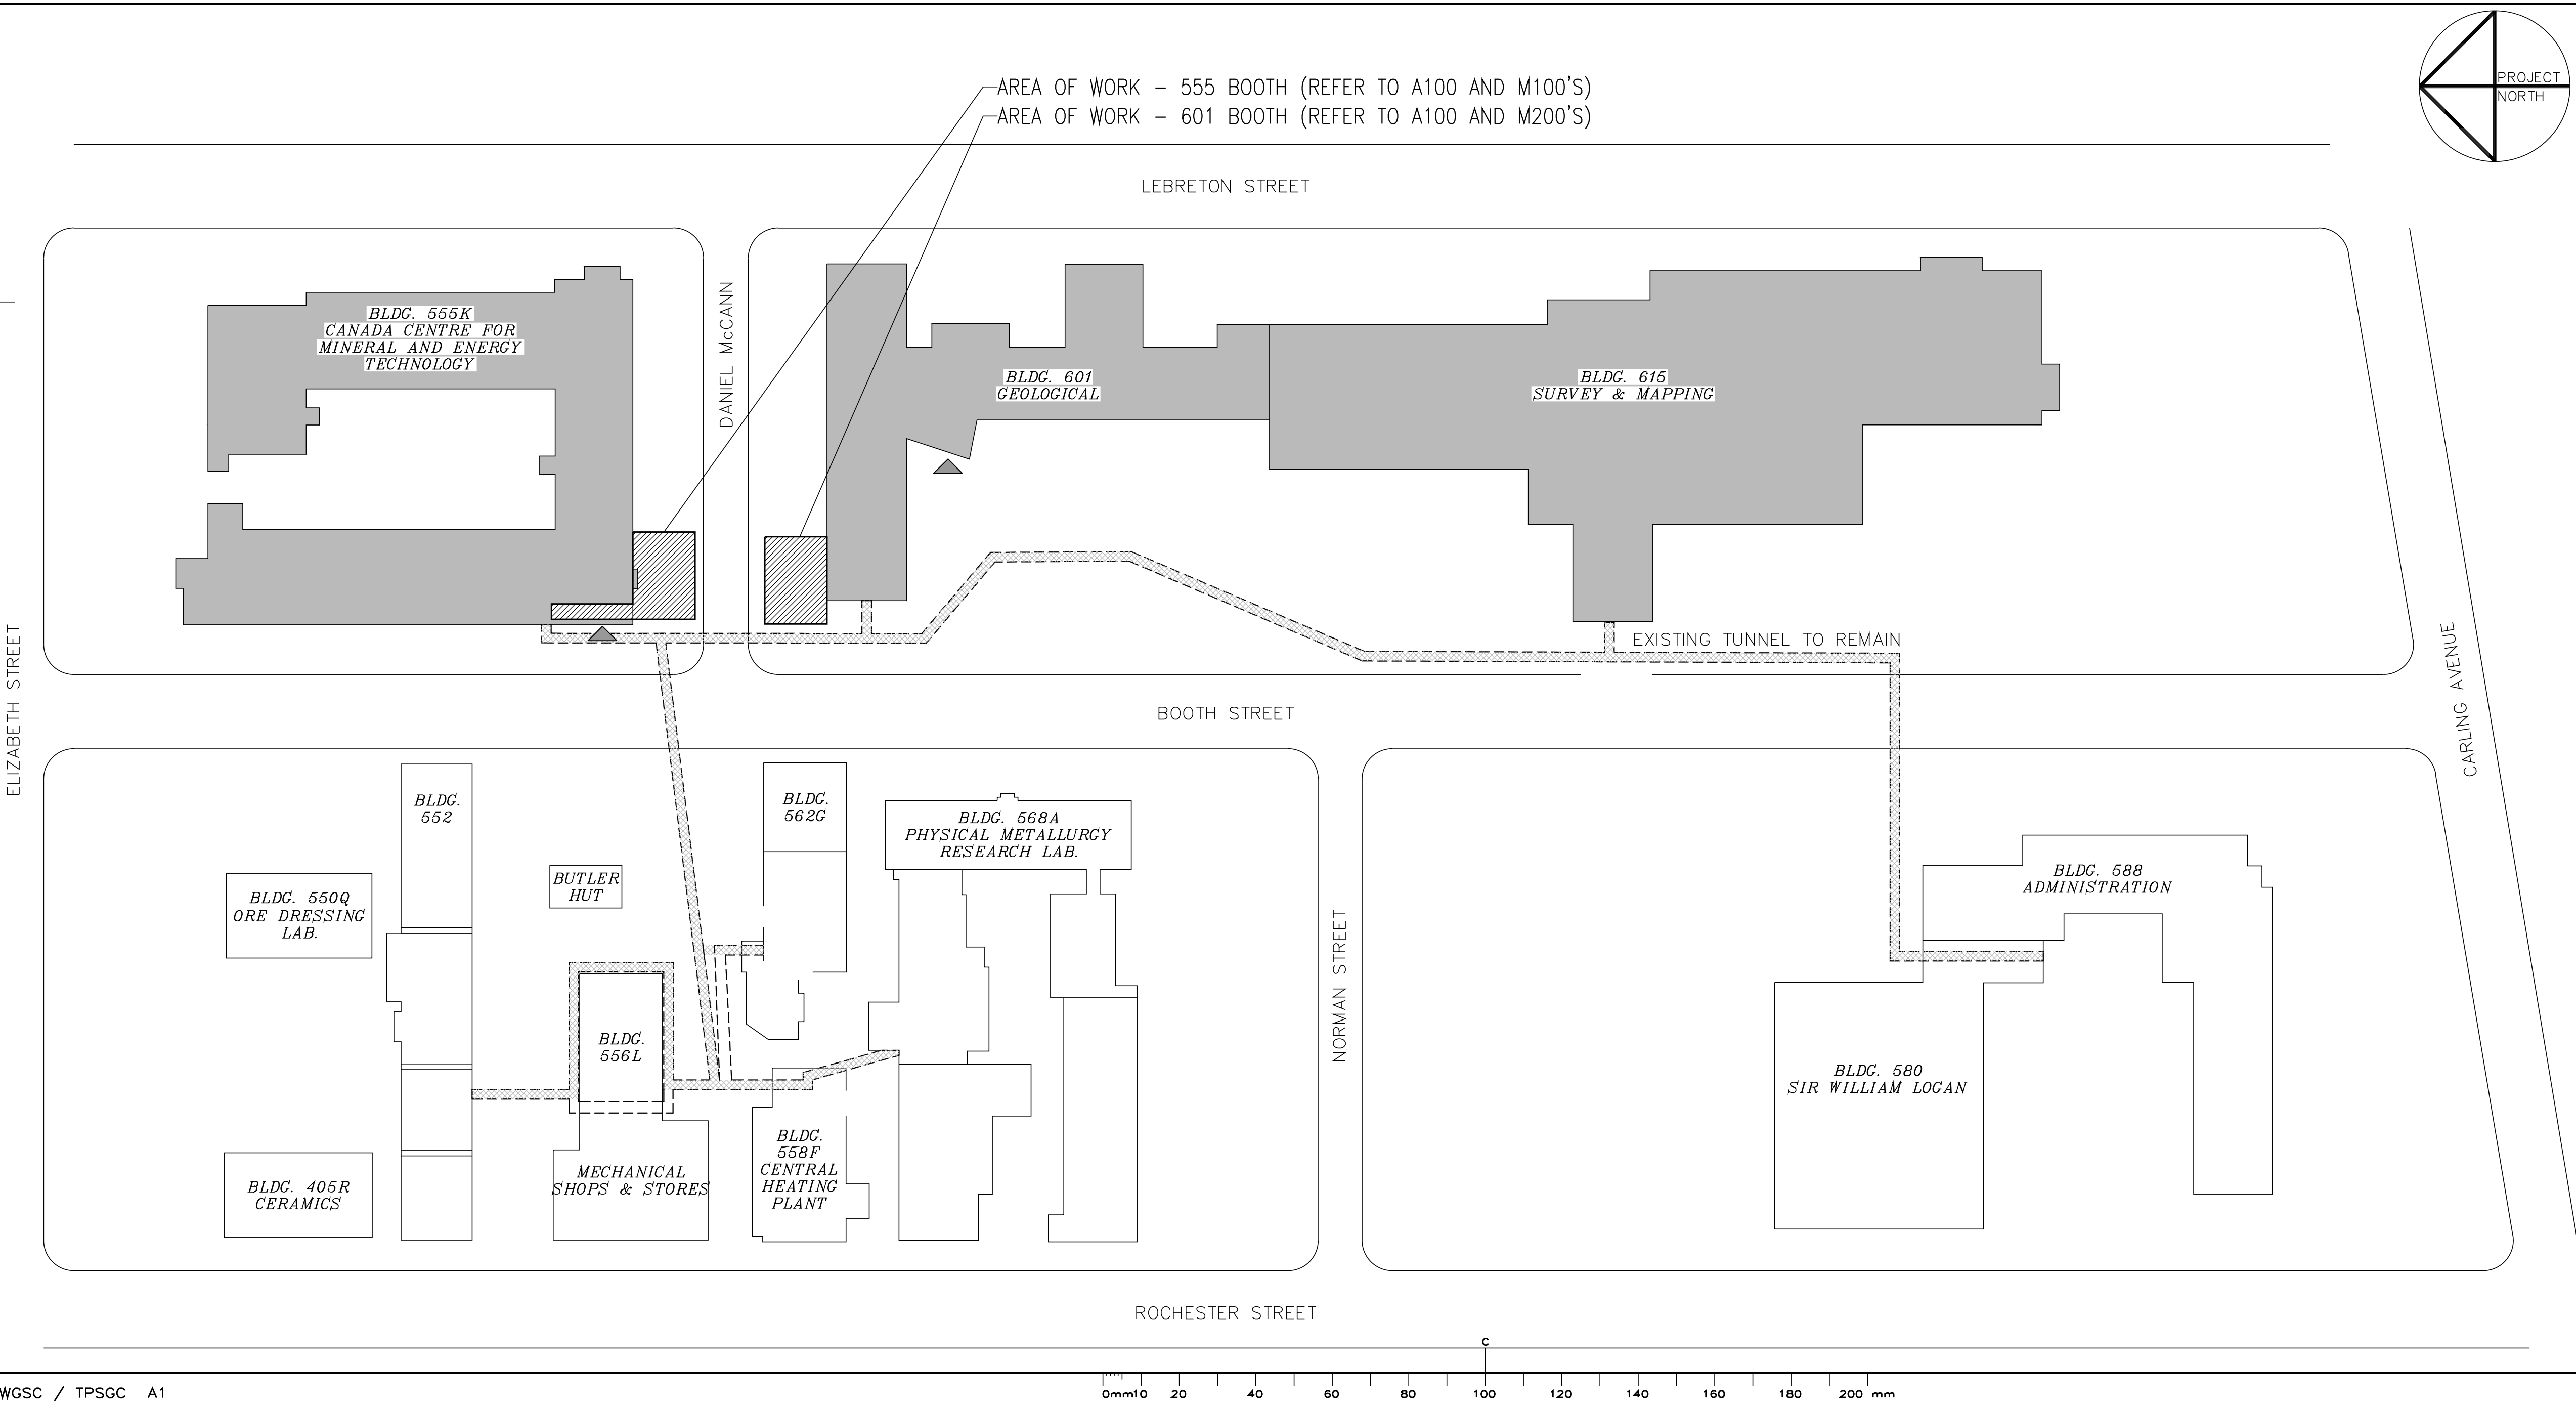 PROJECT
NORTH
AREA OF WORK - 555 BOOTH (REFER TO A100 AND M100'S)
AREA OF WORK - 601 BOOTH (REFER TO A100 AND M200'S)
LEBRETON STREET
BLDG. 555K
CANADA CENTRE FOR
MINERAL AND ENERGY
TECHNOLOGY
DANIEL McCANN
BLDG. 601
GEOLOGICAL
BLDG. 615
SURVEY & MAPPING
EXISTING TUNNEL TO REMAIN
ELIZABETH STREET
BOOTH STREET
CARLING AVENUE
BLDG.
552
BLDG.
562G
BLDG. 568A
PHYSICAL METALLURGY
RESEARCH LAB.
BUTLER
HUT
BLDG. 550Q
ORE DRESSING
LAB.
BLDG. 588
ADMINISTRATION
NORMAN STREET
BLDG.
556L
BLDG. 580
SIR WILLIAM LOGAN
BLDG.
558F
CENTRAL
HEATING
PLANT
MECHANICAL
SHOPS & STORES
BLDG. 405R
CERAMICS
ROCHESTER STREET
C
WGSC / TPSGC A1
0mm10 20 40 60 80 100 120 140 160 180 200 mm